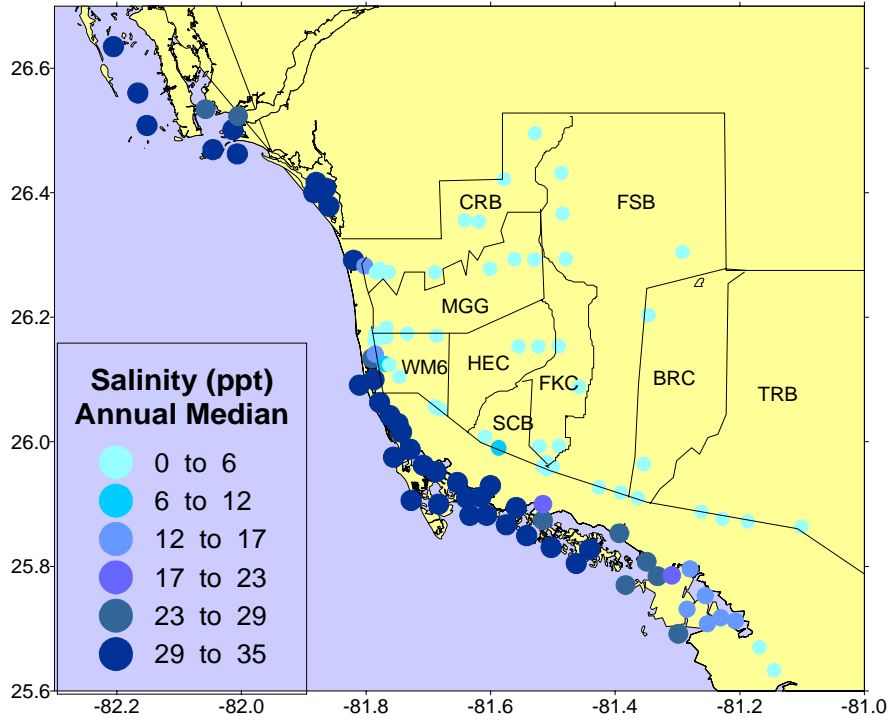 26.6
26.4
26.2
26.0
25.8
25.6
CRB
FSB
MGG
WM6
HEC
FKC
BRC
TRB
SCB
Salinity (ppt)
Annual Median
0 to 6
6 to 12
12 to 17
17 to 23
23 to 29
29 to 35
-82.2 -82.0 -81.8 -81.6 -81.4 -81.2 -81.0